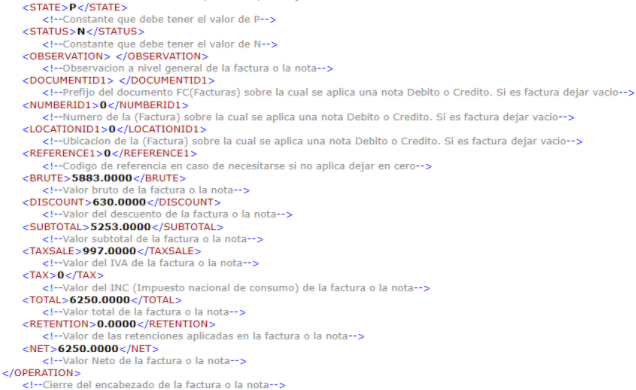 <STATE>P</STATE>
<!--Constante que debe tener el valor de P-->
<STATUS>N</STATUS>
<!--Constante que debe tener el valor de N-->
<OBSERVATION> </OBSERVATION>
<!--Observacion a nivel general de la factura o la nota-->
<DOCUMENTID1> </DOCUMENTID1>
<!--Prefijo del documento FC(Facturas) sobre la cual se aplica una nota Debito o Credito. Si es factura dejar vacio-->
<NUMBERID1>0</NUMBERID1>
<!--Numero de la (Factura) sobre la cual se aplica una nota Debito o Credito. Si es factura dejar vacio-->
<LOCATIONID1>0</LOCATIONID1>
<!--Ubicacion de la (Factura) sobre la cual se aplica una nota Debito o Credito. Si es factura dejar vacio-->
<REFERENCE1>0</REFERENCE1>
<!--Codigo de referencia en caso de necesitarse si no aplica dejar en cero-->
<BRUTE>5883.0000</BRUTE>
<!--Valor bruto de la factura o la nota-->
<DISCOUNT>630.0000</DISCOUNT>
<!--Valor del descuento de la factura o la nota-->
<SUBTOTAL>5253.0000</SUBTOTAL>
<!--Valor subtotal de la factura o la nota-->
<TAXSALE>997.0000</TAXSALE>
<!--Valor del IVA de la factura o la nota-->
<TAX>0</TAX>
<!--Valor del INC (Impuesto nacional de consumo) de la factura o la nota-->
<TOTAL>6250.0000</TOTAL>
<!--Valor total de la factura o la nota-->
<RETENTION>0.0000</RETENTION>
<!--Valor de las retenciones aplicadas en la factura o la nota-->
<NET>6250.0000</NET>
<!--Valor Neto de la factura o la nota-->
</OPERATION>
<!--Cierre del encabezado de la factura o la nota-->